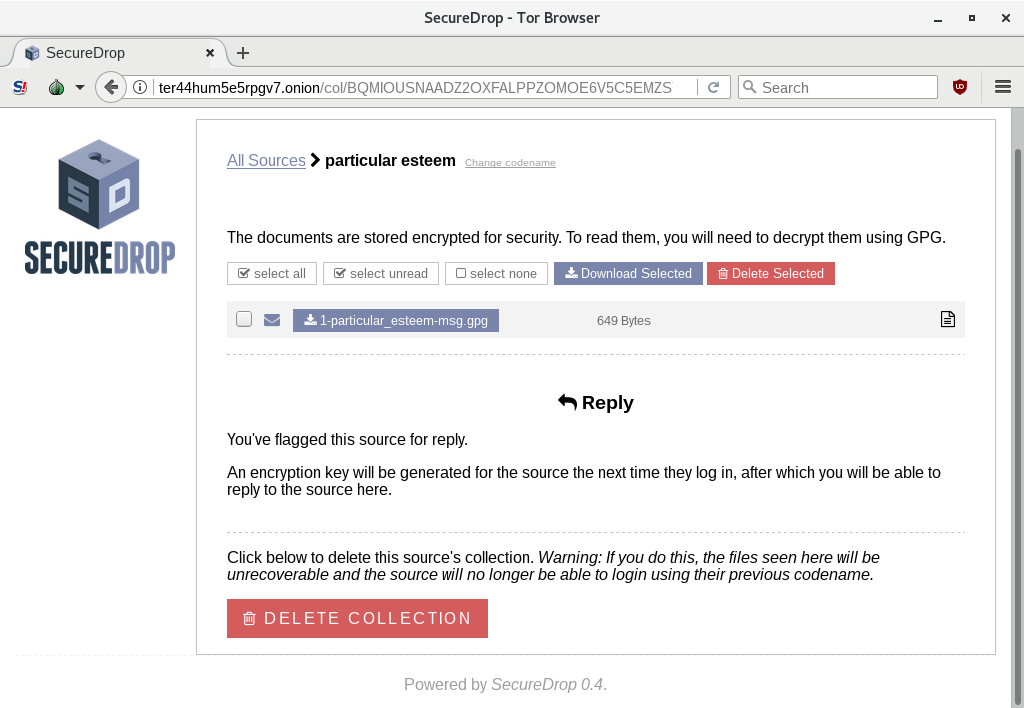 SecureDrop - Tor Browser
SecureDrop
ter44hum5e5rpgv7.onion/col/BQMIOUSNAADZ2OXFALPPZOMOE6V5C5EMZS
Search
SD
SECUREDROP
All Sources particular esteem Change codename
The documents are stored encrypted for security. To read them, you will need to decrypt them using GPG.
select all select unread select none Download Selected Delete Selected
1-particular_esteem-msg.gpg 649 Bytes
Reply
You've flagged this source for reply.
An encryption key will be generated for the source the next time they log in, after which you will be able to
reply to the source here.
Click below to delete this source's collection. Warning: If you do this, the files seen here will be
unrecoverable and the source will no longer be able to login using their previous codename.
DELETE COLLECTION
Powered by SecureDrop 0.4.